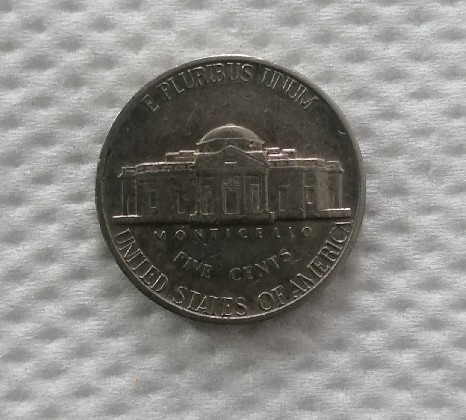 E PLURIBUS UNUM
MONTICELLO
FIVE CENTS
UNITED STATES OF AMERICA